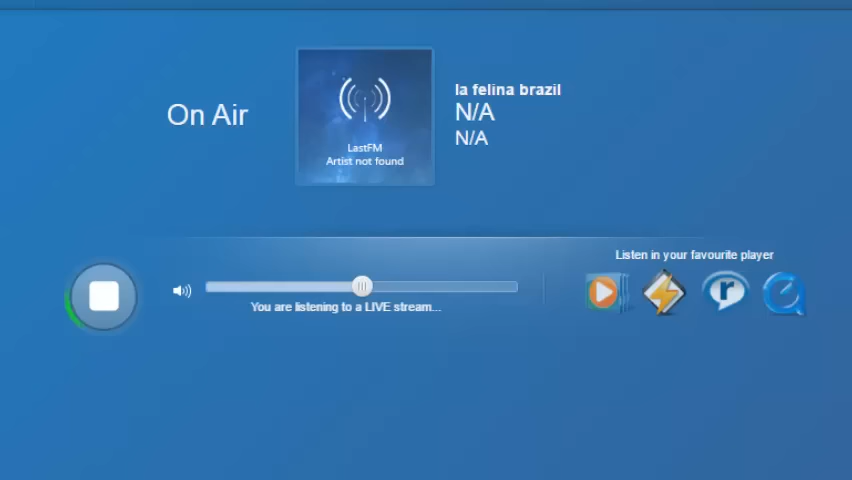 On Air
LastFM
Artist not found
la felina brazil
N/A
N/A
Listen in your favourite player
You are listening to a LIVE stream...